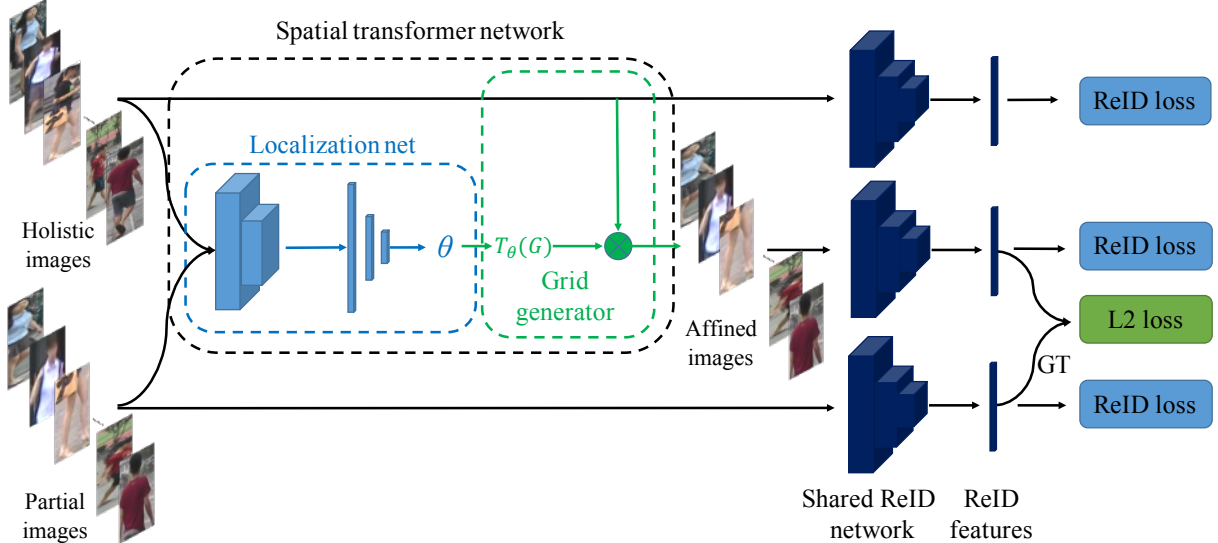 Spatial transformer network
ReID loss
Localization net
Holistic
images
θ
T_θ(G)
Grid
generator
ReID loss
Affined
images
L2 loss
GT
ReID loss
Partial
images
Shared ReID
network
ReID
features